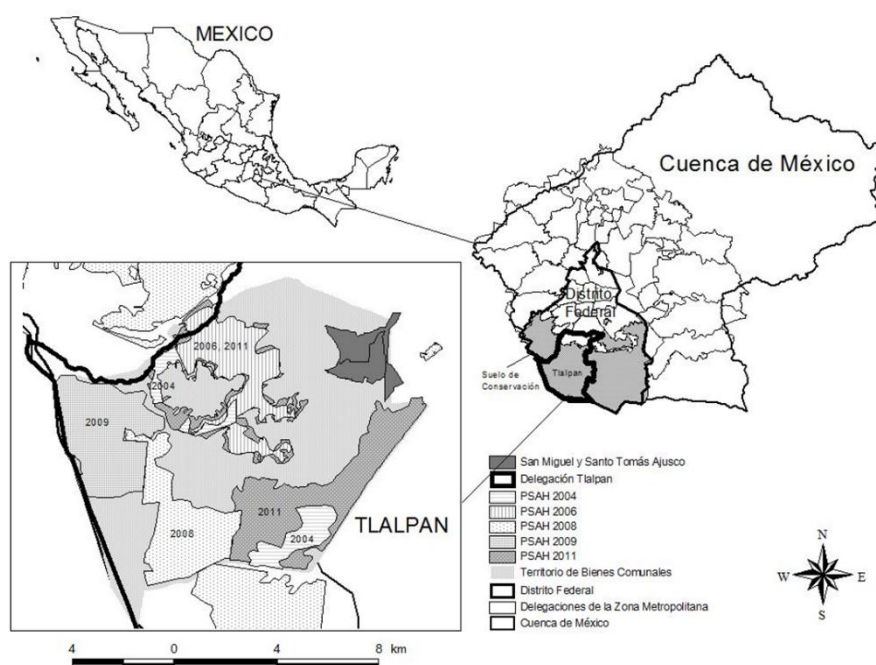 MEXICO
Cuenca de México
Distrito
Federal
Suelo de
Conservación
Tlalpan
2006, 2011
2004
2009
2011
2008
2004
TLALPAN
San Miguel y Santo Tomás Ajusco
Delegación Tlalpan
PSAH 2004
PSAH 2006
PSAH 2008
PSAH 2009
PSAH 2011
Territorio de Bienes Comunales
Distrito Federal
Delegaciones de la Zona Metropolitana
Cuenca de México
N
W E
S
4 0 4 8 km